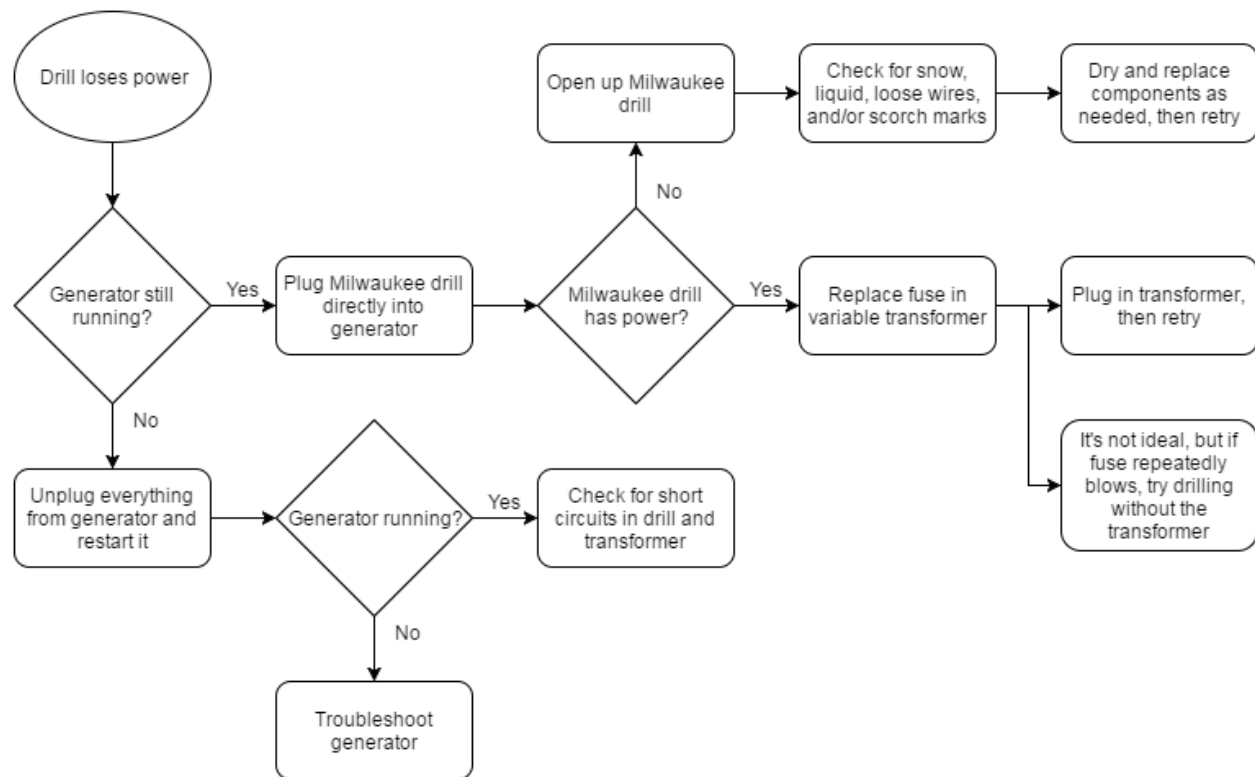 Drill loses power
Open up Milwaukee
drill
Check for snow,
liquid, loose wires,
and/or scorch marks
Dry and replace
components as
needed, then retry
No
Generator still
running?
Yes
Plug Milwaukee drill
directly into
generator
Milwaukee drill
has power?
Yes
Replace fuse in
variable transformer
Plug in transformer,
then retry
No
It's not ideal, but if
fuse repeatedly
blows, try drilling
without the
transformer
Unplug everything
from generator and
restart it
Generator running?
Yes
Check for short
circuits in drill and
transformer
No
Troubleshoot
generator